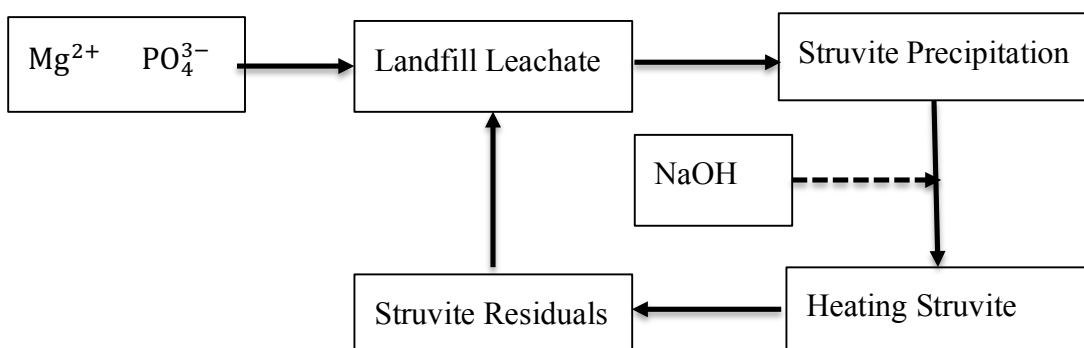 Mg²⁺ PO₄³⁻
Landfill Leachate
Struvite Precipitation
NaOH
Struvite Residuals
Heating Struvite